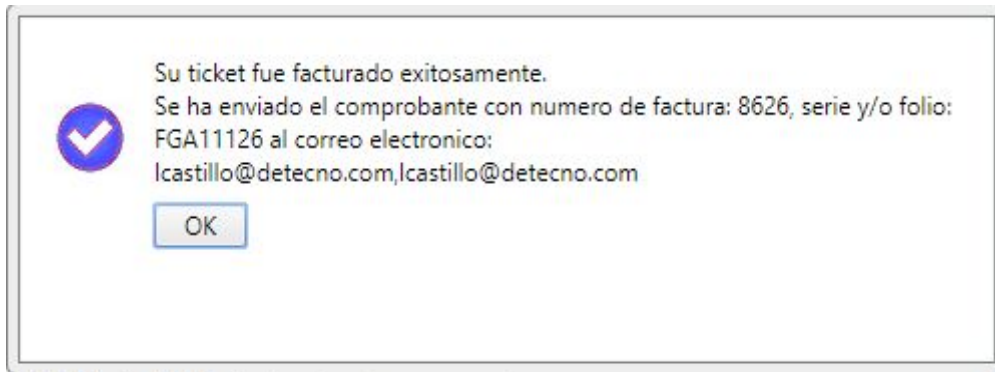 Su ticket fue facturado exitosamente.
Se ha enviado el comprobante con numero de factura: 8626, serie y/o folio:
FGA11126 al correo electronico:
lcastillo@detecno.com,lcastillo@detecno.com
OK